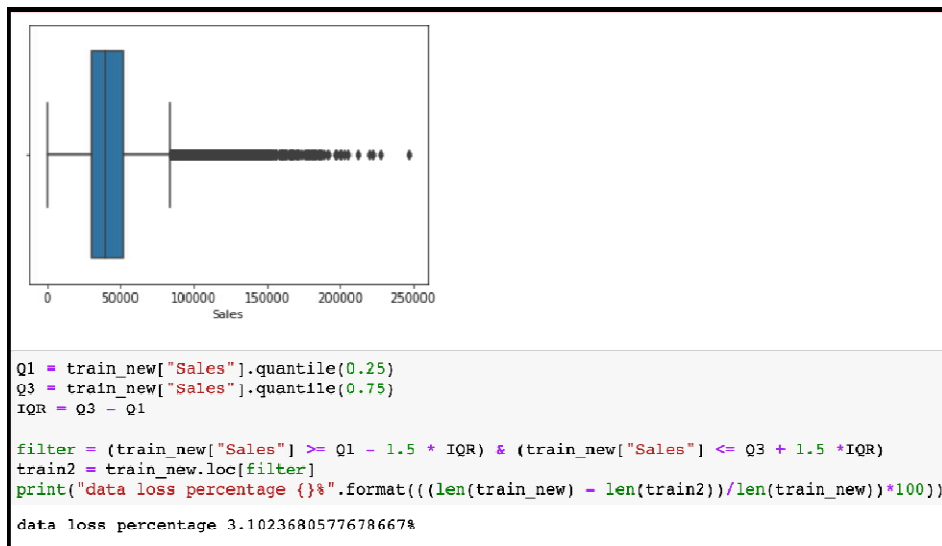 0 50000 100000 150000 200000 250000
Sales
Q1 = train_new["Sales"].quantile(0.25)
Q3 = train_new["Sales"].quantile(0.75)
IQR = Q3 - Q1
filter = (train_new["Sales"] >= Q1 - 1.5 * IQR) & (train_new["Sales"] <= Q3 + 1.5 *IQR)
train2 = train_new.loc[filter]
print("data loss percentage {}%".format(((len(train_new) - len(train2))/len(train_new))*100))
data loss percentage 3.1023680577678667%